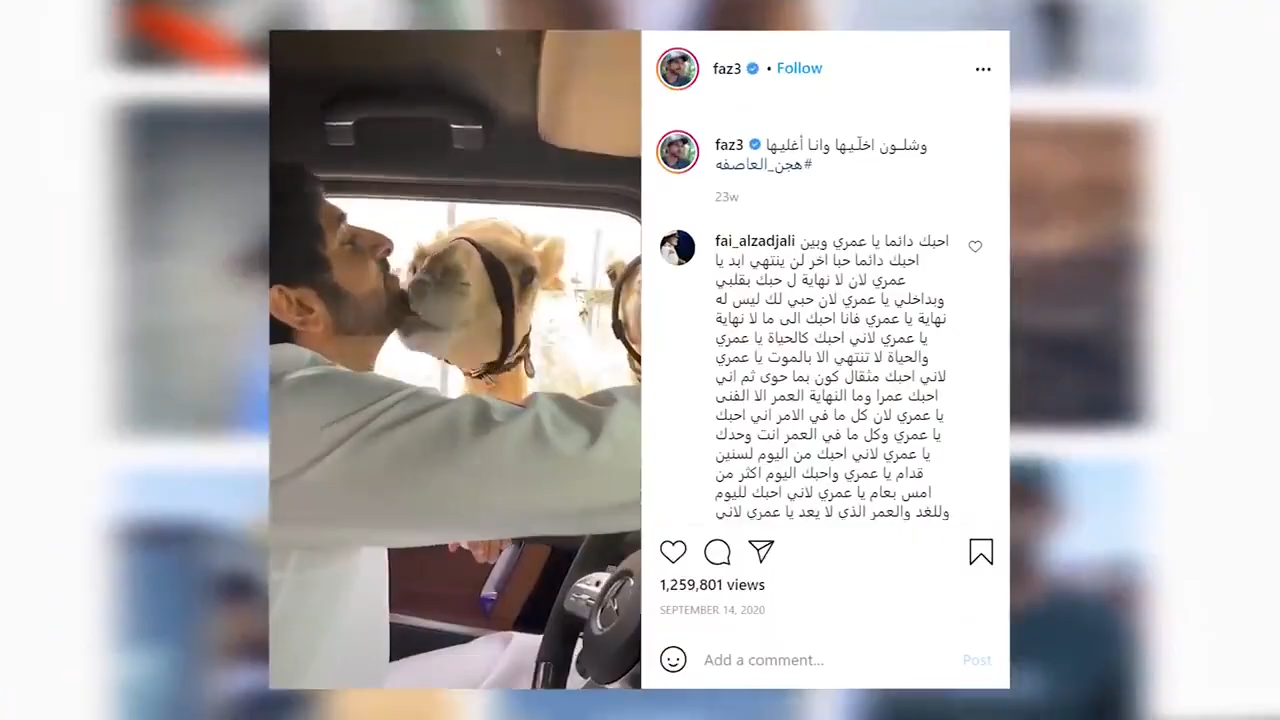 faz3 • Follow
faz3 وشلــون اخلّـيـها وانـا أغليـها
#هجن_العاصفه
23w
fai_alzadjali احبك دائما يا عمري وبين
احبك دائما حبا اخر لن ينتهي ابد يا
عمري لان لا نهاية ل حبك بقلبي
وبداخلي يا عمري لان حبي لك ليس له
نهاية يا عمري فانا احبك الى ما لا نهاية
يا عمري لاني احبك كالحياة يا عمري
والحياة لا تنتهي الا بالموت يا عمري
لاني احبك مثقال كون بما حوى ثم اني
احبك عمرا وما النهاية العمر الا الفنى
يا عمري لان كل ما في الامر اني احبك
يا عمري وكل ما في العمر انت وحدك
يا عمري لاني احبك من اليوم لسنين
قدام يا عمري واحبك اليوم اكثر من
امس بعام يا عمري لاني احبك لليوم
وللغد والعمر الذي لا يعد يا عمري لاني
1,259,801 views
SEPTEMBER 14, 2020
Add a comment... Post